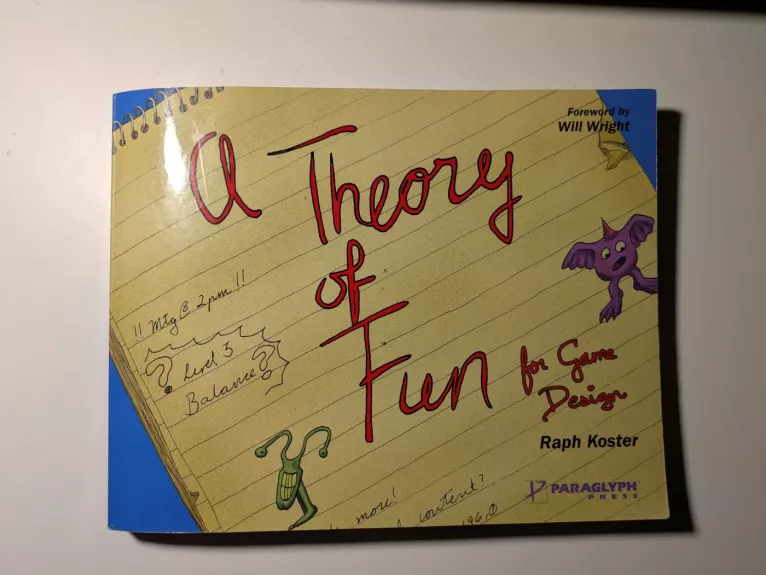 Foreword by
Will Wright
A Theory
of
Fun
for Game
Design
!! Mtg @ 2pm !!
? Level 3
Balance ?
Raph Koster
PARAGLYPH
PRESS
more!
content?